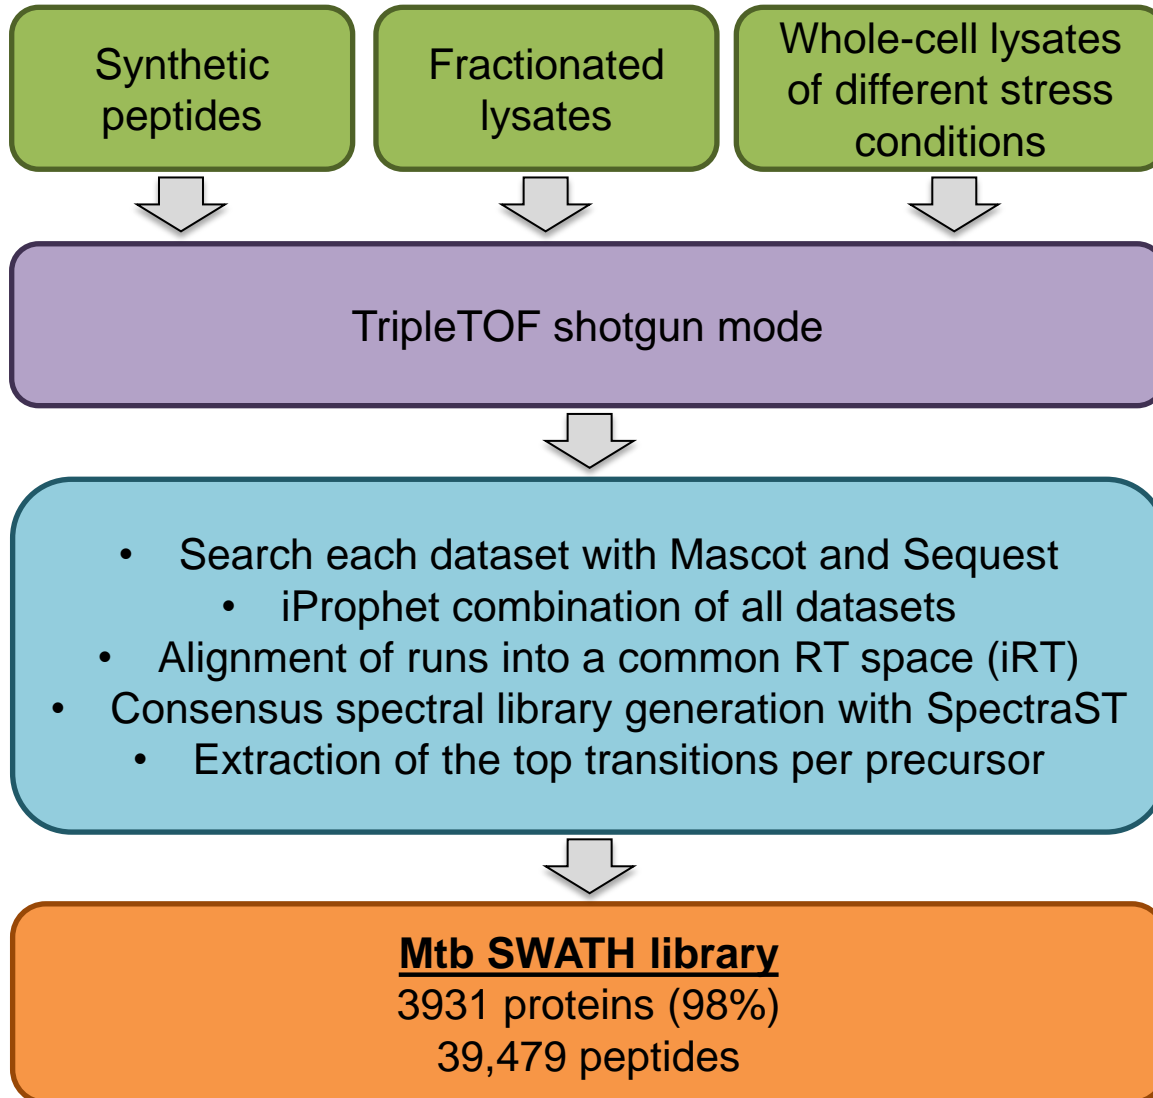 Synthetic
peptides
Fractionated
lysates
Whole-cell lysates
of different stress
conditions
TripleTOF shotgun mode
• Search each dataset with Mascot and Sequest
• iProphet combination of all datasets
• Alignment of runs into a common RT space (iRT)
• Consensus spectral library generation with SpectraST
• Extraction of the top transitions per precursor
Mtb SWATH library
3931 proteins (98%)
39,479 peptides